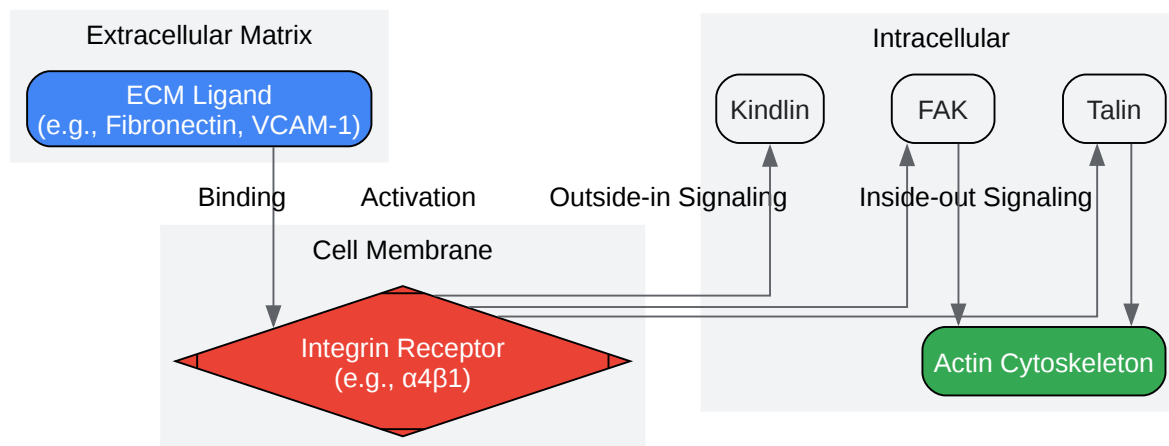 Extracellular Matrix
ECM Ligand
(e.g., Fibronectin, VCAM-1)
Intracellular
Kindlin
FAK
Talin
Binding
Activation
Outside-in Signaling
Inside-out Signaling
Cell Membrane
Integrin Receptor
(e.g., α4β1)
Actin Cytoskeleton